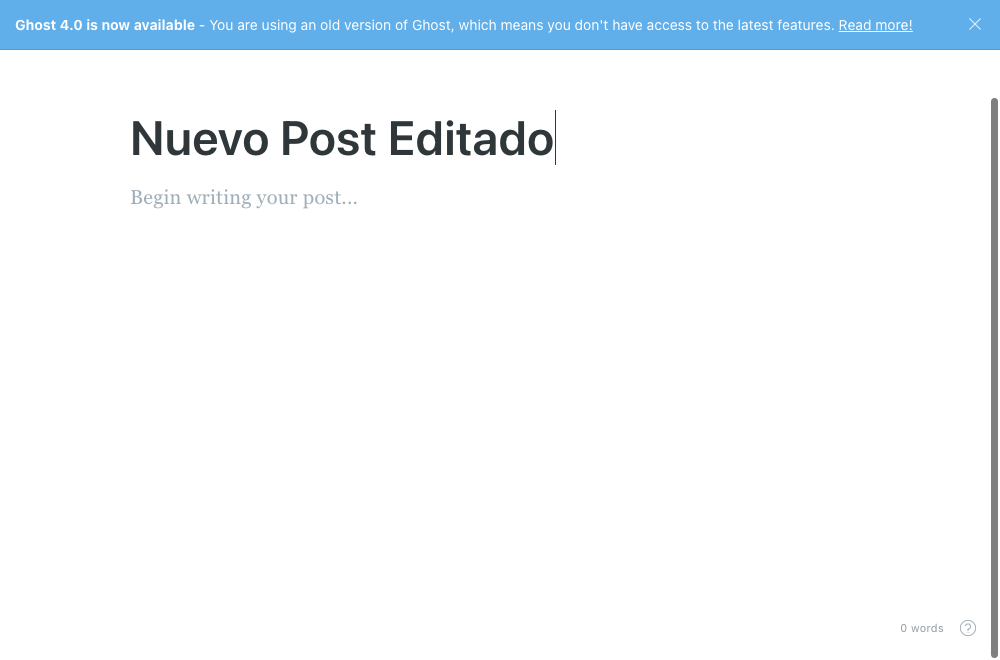 Ghost 4.0 is now available - You are using an old version of Ghost, which means you don't have access to the latest features. Read more!
Nuevo Post Editado
Begin writing your post...
0 words
?